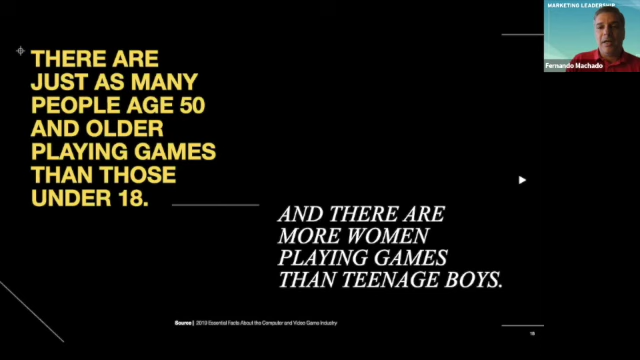 MARKETING LEADERSHIP
Fernando Machado
THERE ARE
JUST AS MANY
PEOPLE AGE 50
AND OLDER
PLAYING GAMES
THAN THOSE
UNDER 18.
AND THERE ARE
MORE WOMEN
PLAYING GAMES
THAN TEENAGE BOYS.
Source | 2019 Essential Facts About the Computer and Video Game Industry